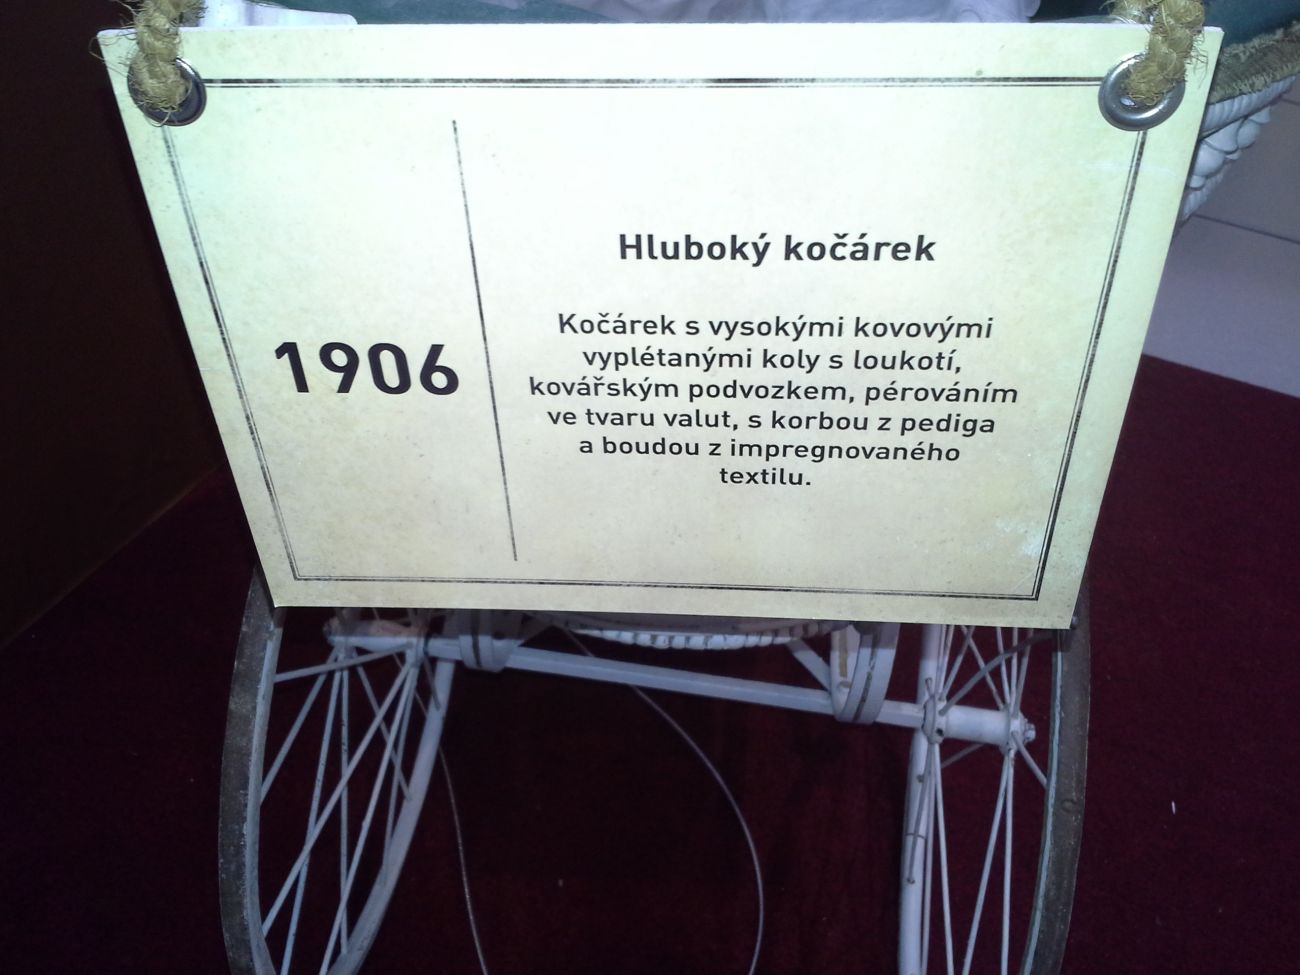 1906
Hluboký kočárek
Kočárek s vysokými kovovými
vyplétanými koly s loukotí,
kovářským podvozkem, pérováním
ve tvaru valut, s korbou z pediga
a boudou z impregnovaného
textilu.